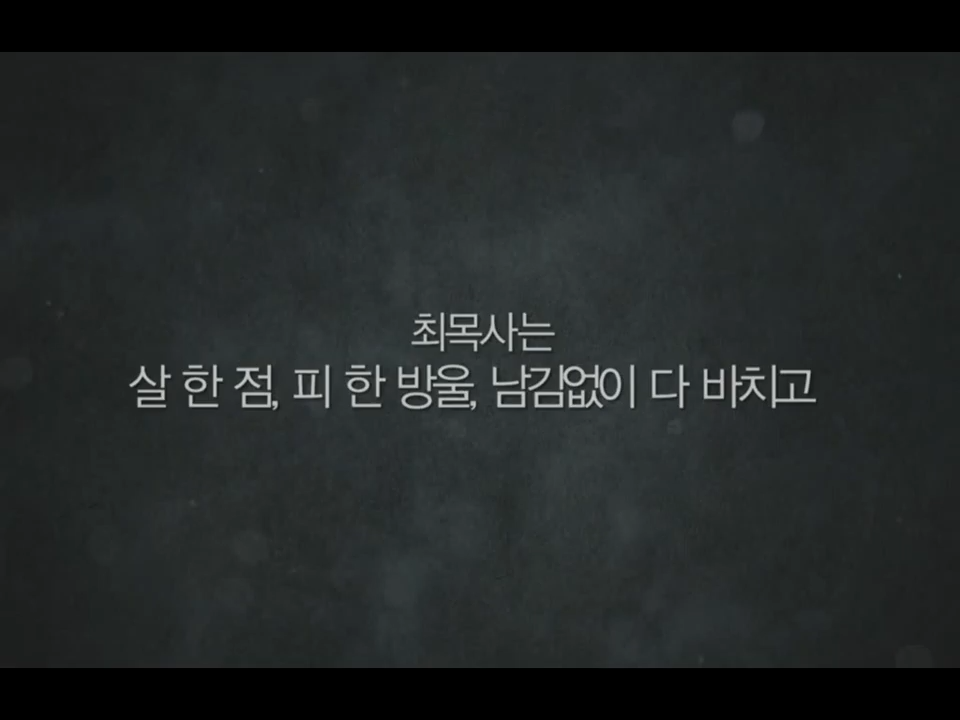 최목사는
살 한 점, 피 한 방울, 남김없이 다 바치고